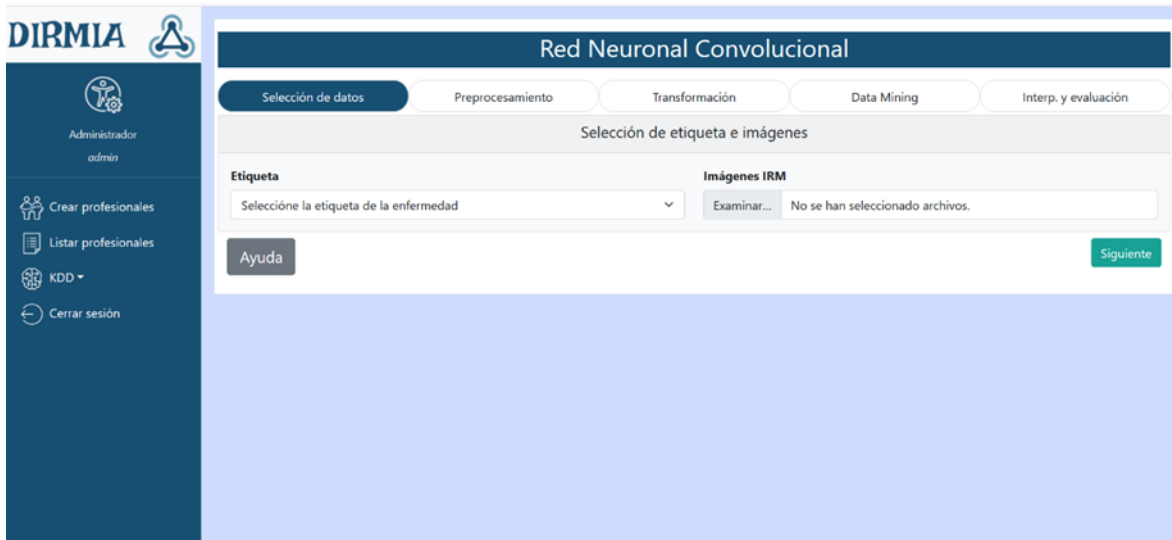 DIRMIA
Administrador
admin
Crear profesionales
Listar profesionales
KDD
Cerrar sesión
Red Neuronal Convolucional
Selección de datos
Preprocesamiento
Transformación
Data Mining
Interp. y evaluación
Selección de etiqueta e imágenes
Etiqueta
Seleccióne la etiqueta de la enfermedad
Imágenes IRM
Examinar... No se han seleccionado archivos.
Ayuda
Siguiente